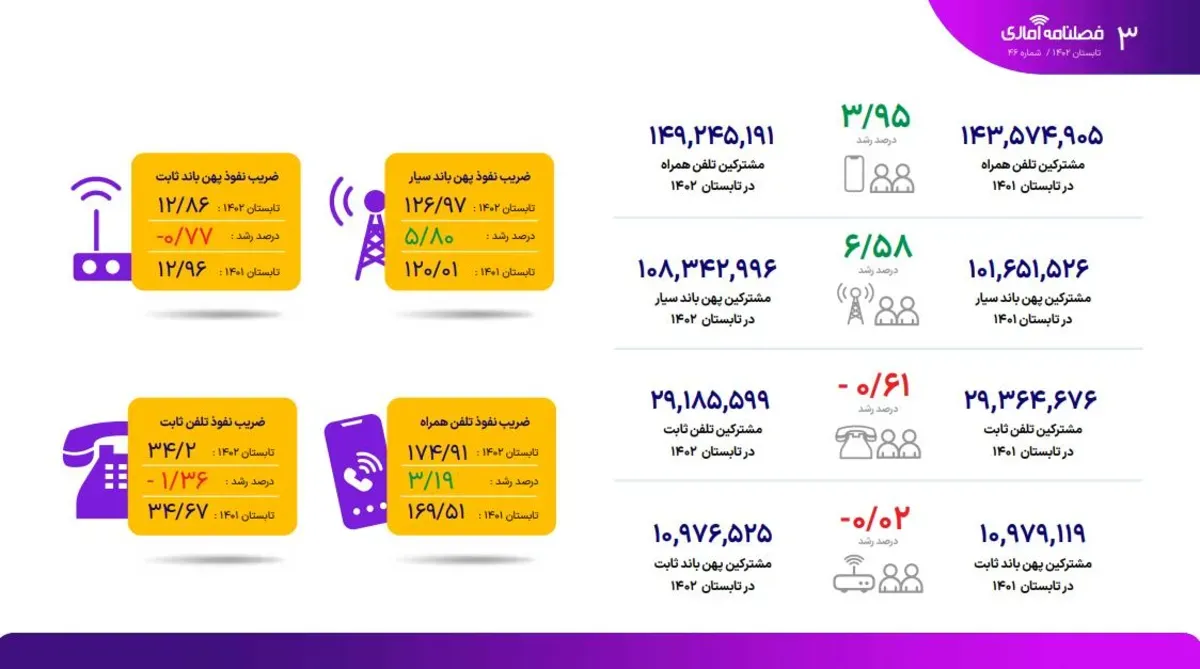 ۳
فصلنامه آماری
تابستان ۱۴۰۲ / شماره ۴۶
۱۴۳,۵۷۴,۹۰۵
مشترکین تلفن همراه
در تابستان ۱۴۰۱
۳/۹۵
درصد رشد
۱۴۹,۲۴۵,۱۹۱
مشترکین تلفن همراه
در تابستان ۱۴۰۲
۱۰۱,۶۵۱,۵۲۶
مشترکین پهن باند سیار
در تابستان ۱۴۰۱
۶/۵۸
درصد رشد
۱۰۸,۳۴۲,۹۹۶
مشترکین پهن باند سیار
در تابستان ۱۴۰۲
۲۹,۳۶۴,۶۷۶
مشترکین تلفن ثابت
در تابستان ۱۴۰۱
- ۰/۶۱
درصد رشد
۲۹,۱۸۵,۵۹۹
مشترکین تلفن ثابت
در تابستان ۱۴۰۲
۱۰,۹۷۹,۱۱۹
مشترکین پهن باند ثابت
در تابستان ۱۴۰۱
-۰/۰۲
درصد رشد
۱۰,۹۷۶,۵۲۵
مشترکین پهن باند ثابت
در تابستان ۱۴۰۲
ضریب نفوذ پهن باند سیار
تابستان ۱۴۰۲ : ۱۲۶/۹۷
درصد رشد : ۵/۸۰
تابستان ۱۴۰۱ : ۱۲۰/۰۱
ضریب نفوذ پهن باند ثابت
تابستان ۱۴۰۲ : ۱۲/۸۶
درصد رشد : -۰/۷۷
تابستان ۱۴۰۱ : ۱۲/۹۶
ضریب نفوذ تلفن همراه
تابستان ۱۴۰۲ : ۱۷۴/۹۱
درصد رشد : ۳/۱۹
تابستان ۱۴۰۱ : ۱۶۹/۵۱
ضریب نفوذ تلفن ثابت
تابستان ۱۴۰۲ : ۳۴/۲
درصد رشد : - ۱/۳۶
تابستان ۱۴۰۱ : ۳۴/۶۷